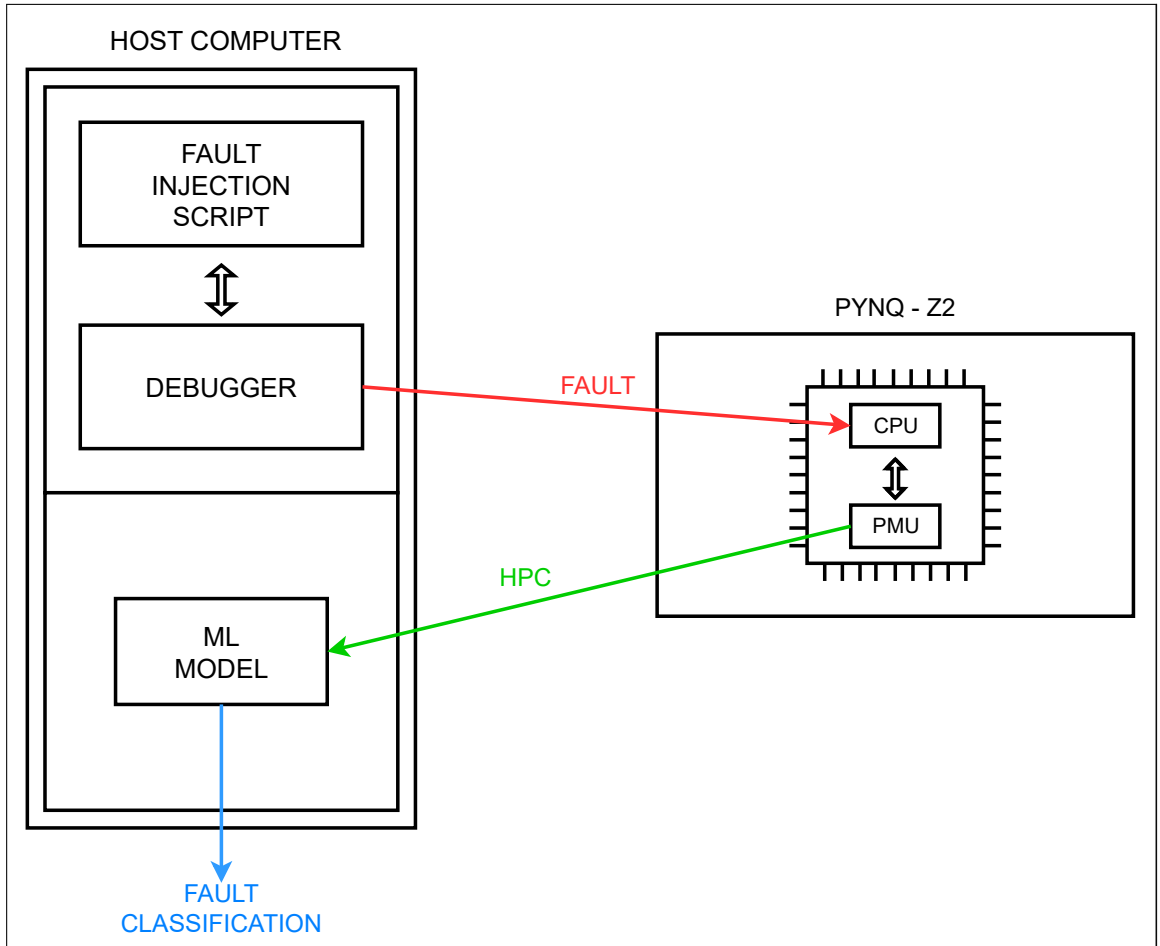 HOST COMPUTER
FAULT
INJECTION
SCRIPT
DEBUGGER
FAULT
PYNQ - Z2
CPU
PMU
HPC
ML
MODEL
FAULT
CLASSIFICATION